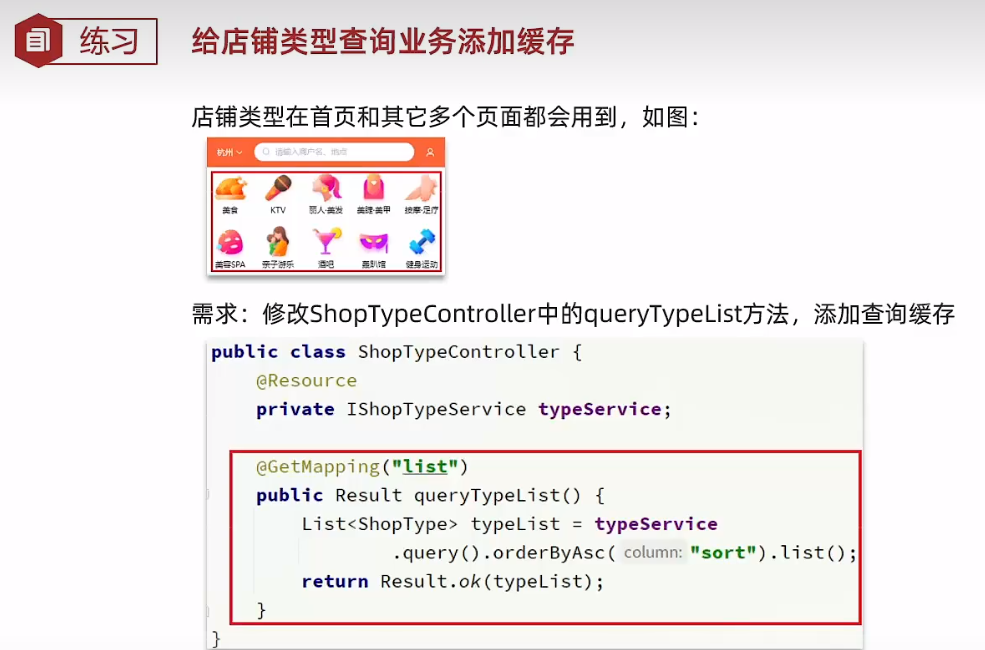 练习
给店铺类型查询业务添加缓存
店铺类型在首页和其它多个页面都会用到，如图：
杭州 请输入商户名、地点
美食 KTV 丽人·美发 美睫·美甲 按摩·足疗
美容SPA 亲子游乐 酒吧 轰趴馆 健身运动
需求：修改ShopTypeController中的queryTypeList方法，添加查询缓存
public class ShopTypeController {
@Resource
private IShopTypeService typeService;
@GetMapping("list")
public Result queryTypeList() {
List<ShopType> typeList = typeService
.query().orderByAsc( column: "sort").list();
return Result.ok(typeList);
}
}